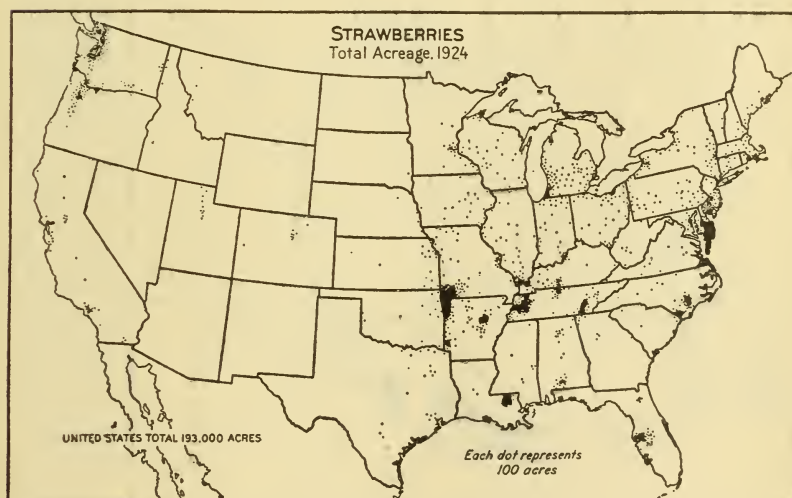 STRAWBERRIES
Total Acreage, 1924
UNITED STATES TOTAL 193,000 ACRES
Each dot represents
100 acres